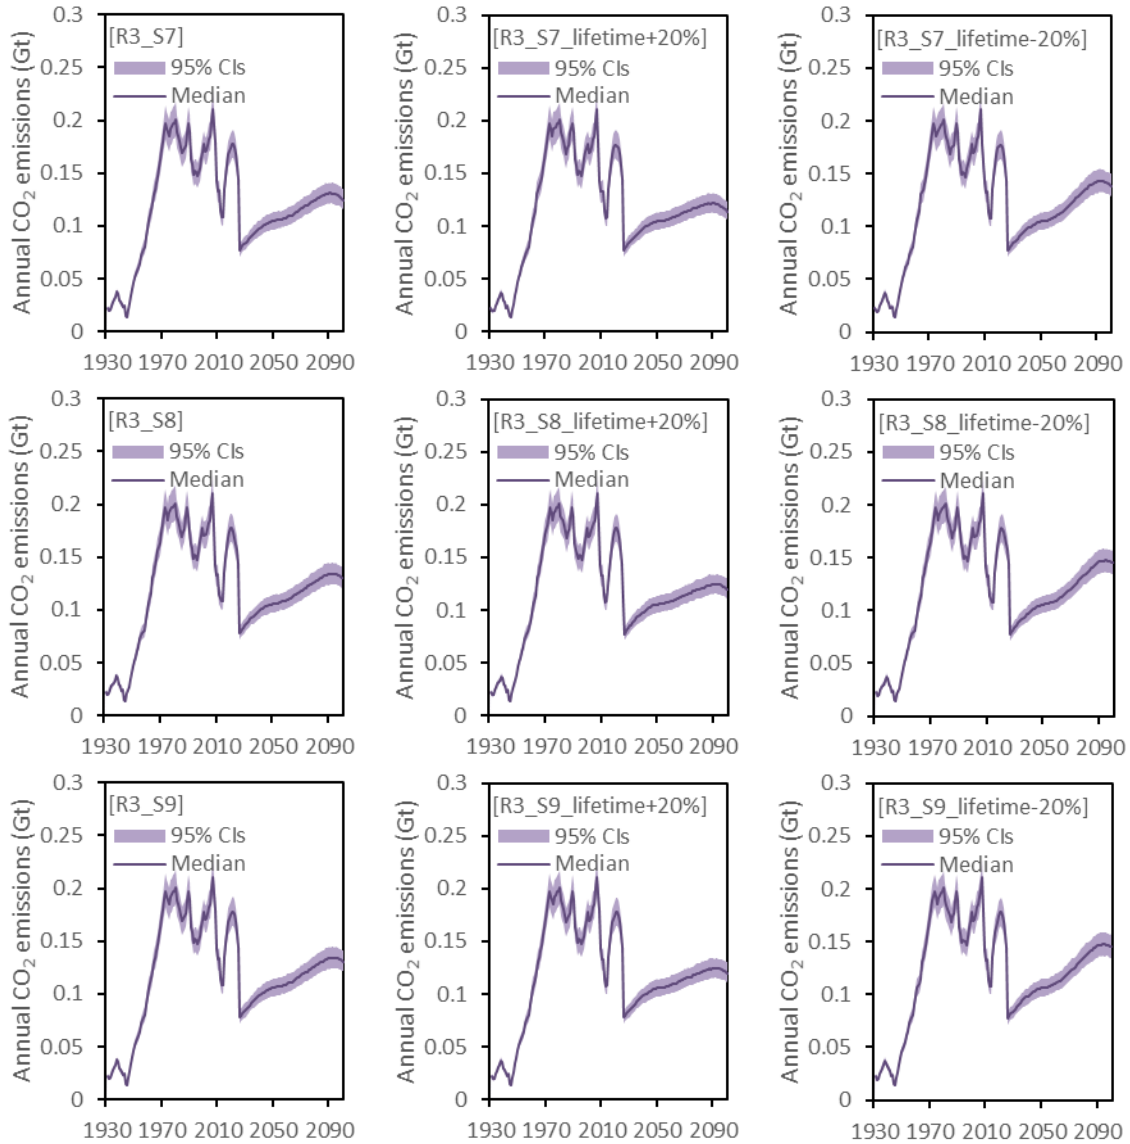 Annual CO₂ emissions (Gt)
0.3
0.25
0.2
0.15
0.1
0.05
0
[R3_S7]
95% CIs
Median
1930 1970 2010 2050 2090
Annual CO₂ emissions (Gt)
0.3
0.25
0.2
0.15
0.1
0.05
0
[R3_S7_lifetime+20%]
95% CIs
Median
1930 1970 2010 2050 2090
Annual CO₂ emissions (Gt)
0.3
0.25
0.2
0.15
0.1
0.05
0
[R3_S7_lifetime-20%]
95% CIs
Median
1930 1970 2010 2050 2090
Annual CO₂ emissions (Gt)
0.3
0.25
0.2
0.15
0.1
0.05
0
[R3_S8]
95% CIs
Median
1930 1970 2010 2050 2090
Annual CO₂ emissions (Gt)
0.3
0.25
0.2
0.15
0.1
0.05
0
[R3_S8_lifetime+20%]
95% CIs
Median
1930 1970 2010 2050 2090
Annual CO₂ emissions (Gt)
0.3
0.25
0.2
0.15
0.1
0.05
0
[R3_S8_lifetime-20%]
95% CIs
Median
1930 1970 2010 2050 2090
Annual CO₂ emissions (Gt)
0.3
0.25
0.2
0.15
0.1
0.05
0
[R3_S9]
95% CIs
Median
1930 1970 2010 2050 2090
Annual CO₂ emissions (Gt)
0.3
0.25
0.2
0.15
0.1
0.05
0
[R3_S9_lifetime+20%]
95% CIs
Median
1930 1970 2010 2050 2090
Annual CO₂ emissions (Gt)
0.3
0.25
0.2
0.15
0.1
0.05
0
[R3_S9_lifetime-20%]
95% CIs
Median
1930 1970 2010 2050 2090